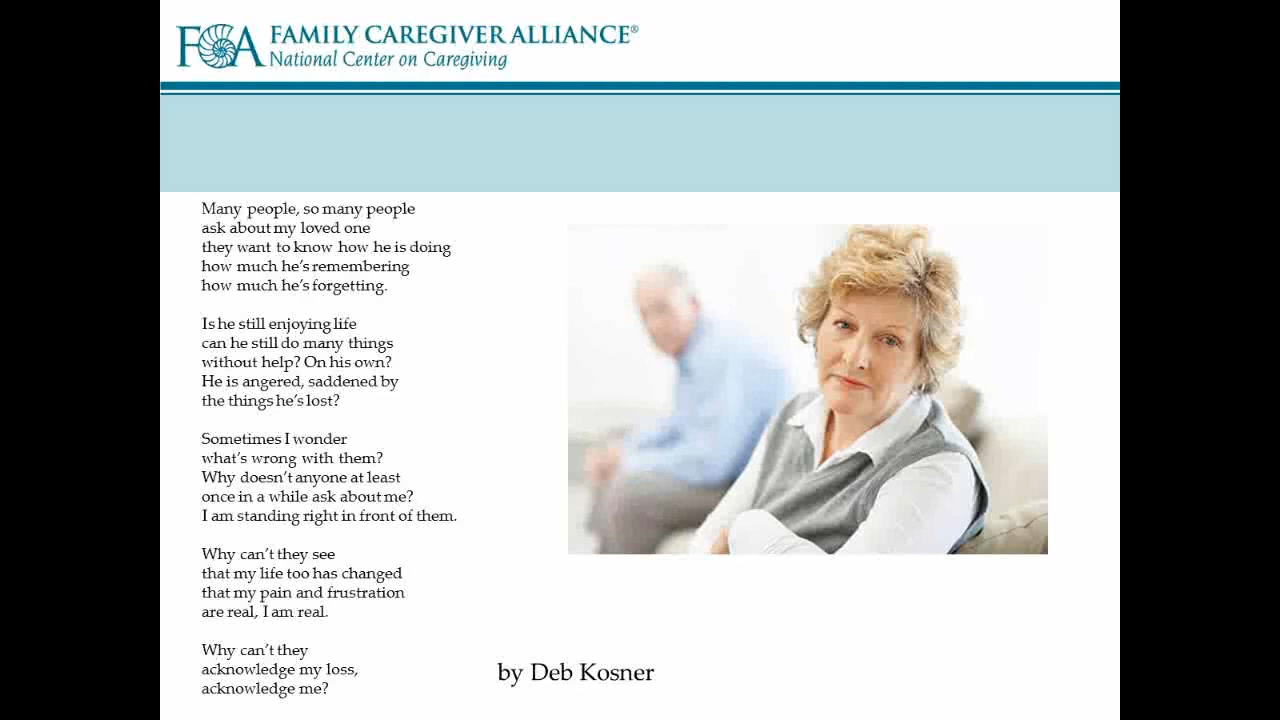 FCA FAMILY CAREGIVER ALLIANCE®
National Center on Caregiving
Many people, so many people
ask about my loved one
they want to know how he is doing
how much he's remembering
how much he's forgetting.
Is he still enjoying life
can he still do many things
without help? On his own?
He is angered, saddened by
the things he's lost?
Sometimes I wonder
what's wrong with them?
Why doesn't anyone at least
once in a while ask about me?
I am standing right in front of them.
Why can't they see
that my life too has changed
that my pain and frustration
are real, I am real.
Why can't they
acknowledge my loss,
acknowledge me?
by Deb Kosner